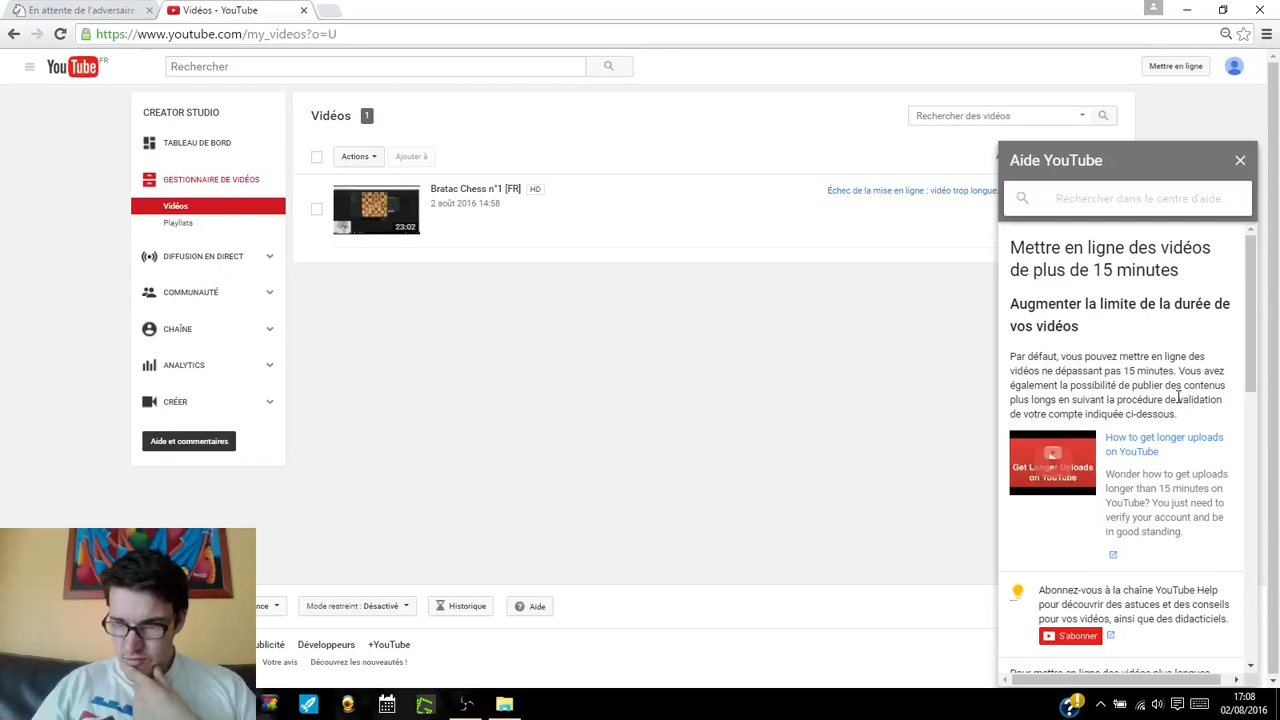 En attente de l'adversaire
Vidéos - YouTube
https://www.youtube.com/my_videos?o=U
YouTube FR
Rechercher
Mettre en ligne
CREATOR STUDIO
TABLEAU DE BORD
GESTIONNAIRE DE VIDÉOS
Vidéos
Playlists
DIFFUSION EN DIRECT
COMMUNAUTÉ
CHAÎNE
ANALYTICS
CRÉER
Aide et commentaires
Vidéos 1
Rechercher des vidéos
Actions
Ajouter à
23:02
Bratac Chess n°1 [FR] HD
2 août 2016 14:58
Échec de la mise en ligne : vidéo trop longue.
Aide YouTube
Rechercher dans le centre d'aide
Mettre en ligne des vidéos
de plus de 15 minutes
Augmenter la limite de la durée de
vos vidéos
Par défaut, vous pouvez mettre en ligne des
vidéos ne dépassant pas 15 minutes. Vous avez
également la possibilité de publier des contenus
plus longs en suivant la procédure de validation
de votre compte indiquée ci-dessous.
Get Longer Uploads
on YouTube
How to get longer uploads
on YouTube
Wonder how to get uploads
longer than 15 minutes on
YouTube? You just need to
verify your account and be
in good standing.
Abonnez-vous à la chaîne YouTube Help
pour découvrir des astuces et des conseils
pour vos vidéos, ainsi que des didacticiels.
S'abonner
Pour mettre en ligne des vidéos plus longues
nce
Mode restreint : Désactivé
Historique
Aide
ublicité
Développeurs
+YouTube
Votre avis
Découvrez les nouveautés !
17:08
02/08/2016